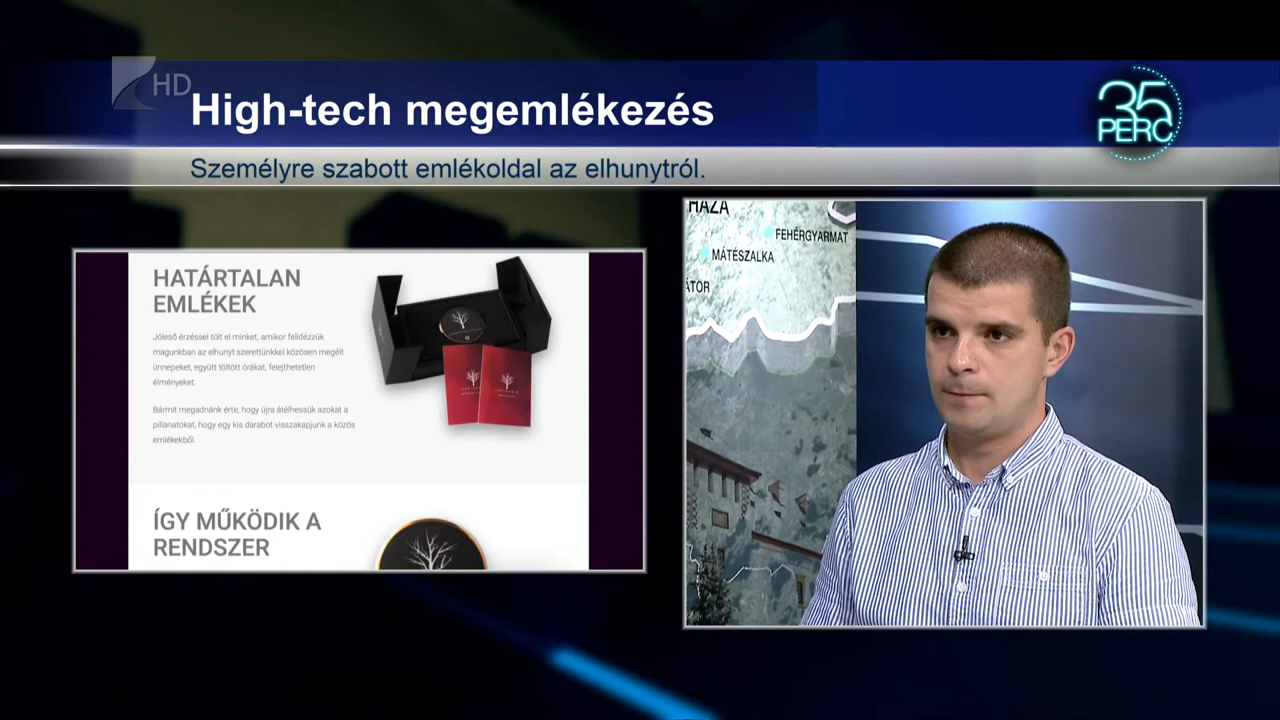 HD
High-tech megemlékezés
35
PERC
Személyre szabott emlékoldal az elhunytról.
HATÁRTALAN
EMLÉKEK
Jóleső érzéssel tölt el minket, amikor felidézzük
magunkban az elhunyt szerettünkkel közösen megélt
ünnepeket, együtt töltött órákat, felejthetetlen
élményeket.
Bármit megadnánk érte, hogy újra átélhessük azokat a
pillanatokat, hogy egy kis darabot visszakapjunk a közös
emlékekből.
ÍGY MŰKÖDIK A
RENDSZER
HÁZA
FEHÉRGYARMAT
MÁTÉSZALKA
ÁTOR